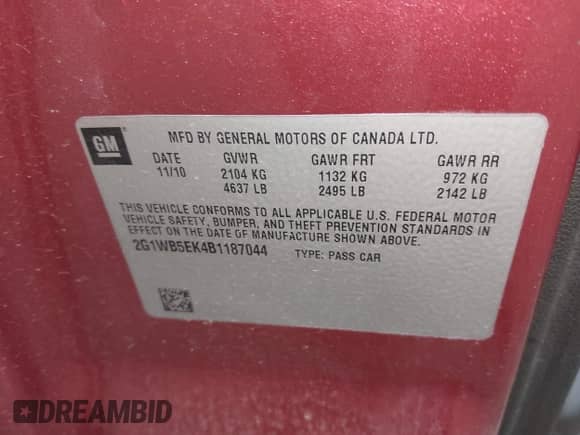 GM
MFD BY GENERAL MOTORS OF CANADA LTD.
DATE GVWR GAWR FRT GAWR RR
11/10 2104 KG 1132 KG 972 KG
4637 LB 2495 LB 2142 LB
THIS VEHICLE CONFORMS TO ALL APPLICABLE U.S. FEDERAL MOTOR
VEHICLE SAFETY, BUMPER, AND THEFT PREVENTION STANDARDS IN
EFFECT ON THE DATE OF MANUFACTURE SHOWN ABOVE.
2G1WB5EK4B1187044 TYPE: PASS CAR
DREAMBID